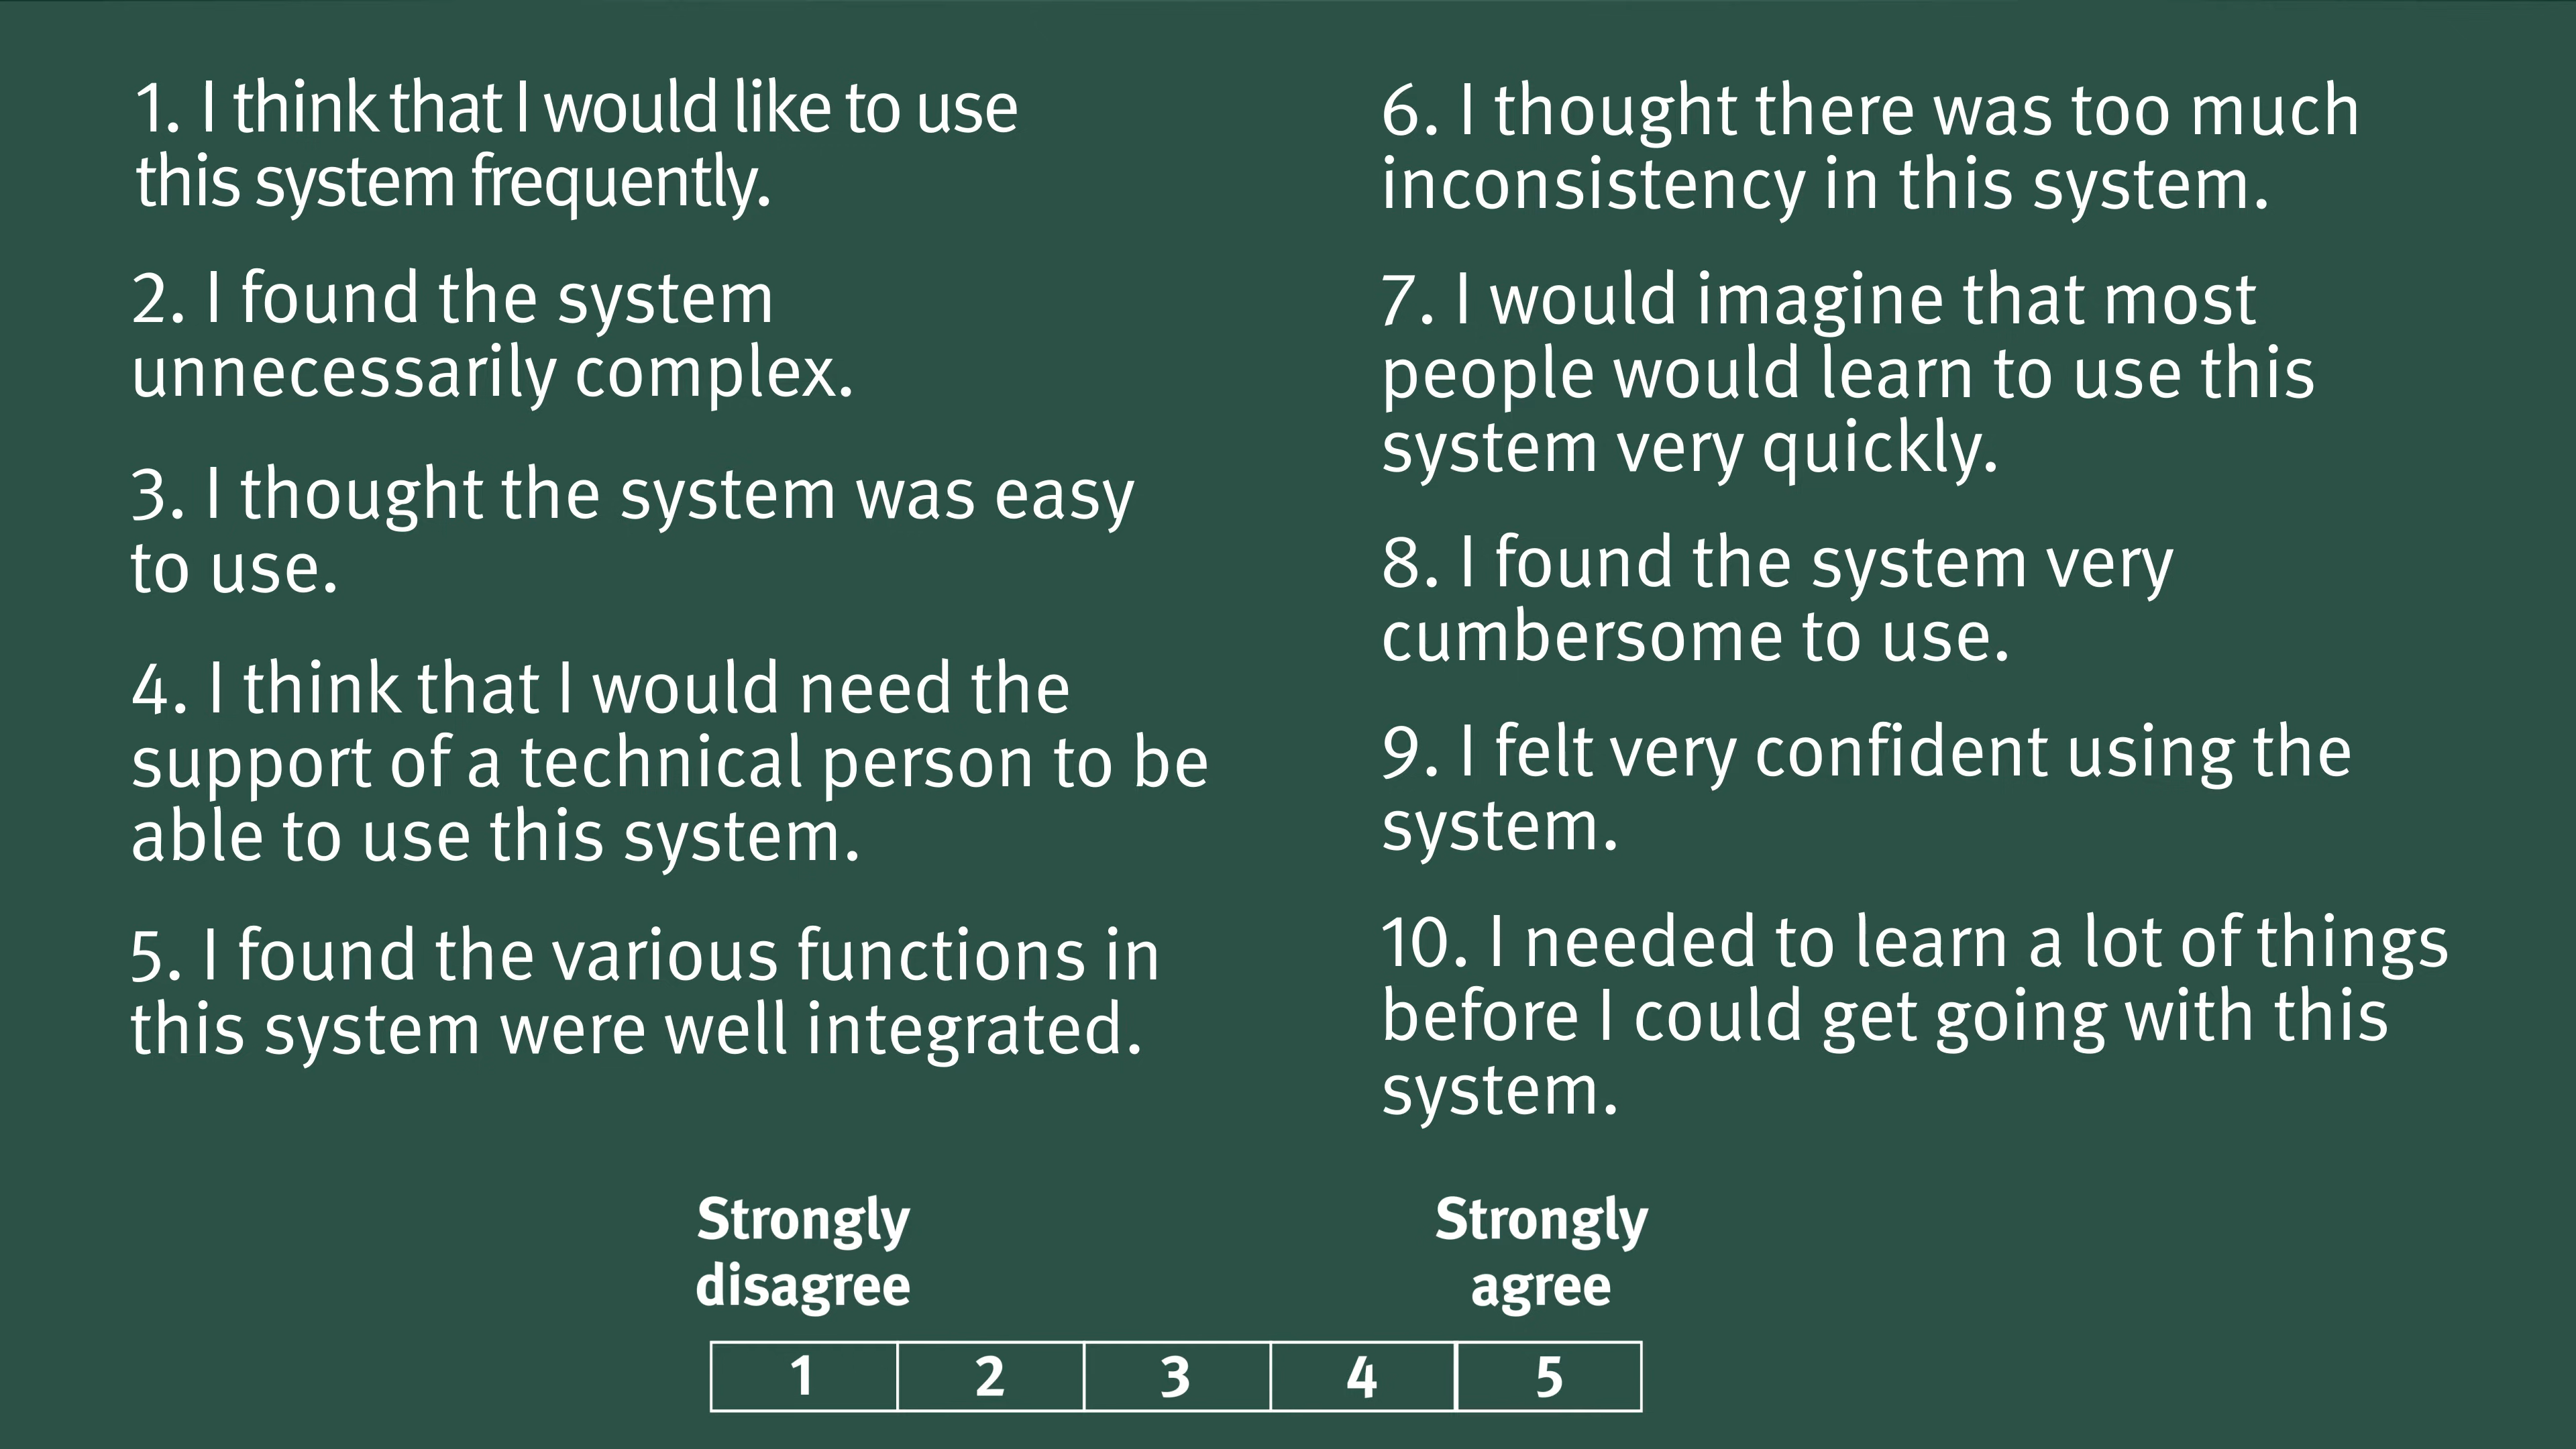 1. I think that I would like to use
this system frequently.
2. I found the system
unnecessarily complex.
3. I thought the system was easy
to use.
4. I think that I would need the
support of a technical person to be
able to use this system.
5. I found the various functions in
this system were well integrated.
6. I thought there was too much
inconsistency in this system.
7. I would imagine that most
people would learn to use this
system very quickly.
8. I found the system very
cumbersome to use.
9. I felt very confident using the
system.
10. I needed to learn a lot of things
before I could get going with this
system.
Strongly
disagree
Strongly
agree
1 2 3 4 5